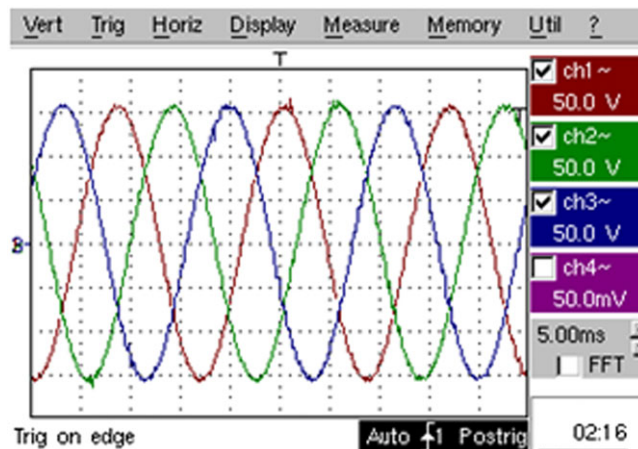 Vert Trig Horiz Display Measure Memory Util ?
T
ch1~
50.0 V
ch2~
50.0 V
ch3~
50.0 V
ch4~
50.0mV
5.00ms
FFT
Trig on edge
Auto 1 Postrig
02:16